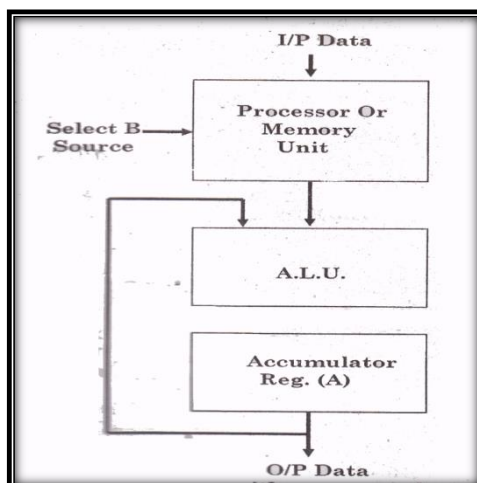 I/P Data
Processor Or
Memory
Unit
Select B
Source
A.L.U.
Accumulator
Reg. (A)
O/P Data